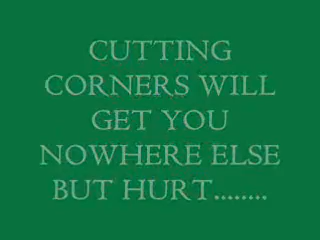 CUTTING
CORNERS WILL
GET YOU
NOWHERE ELSE
BUT HURT........